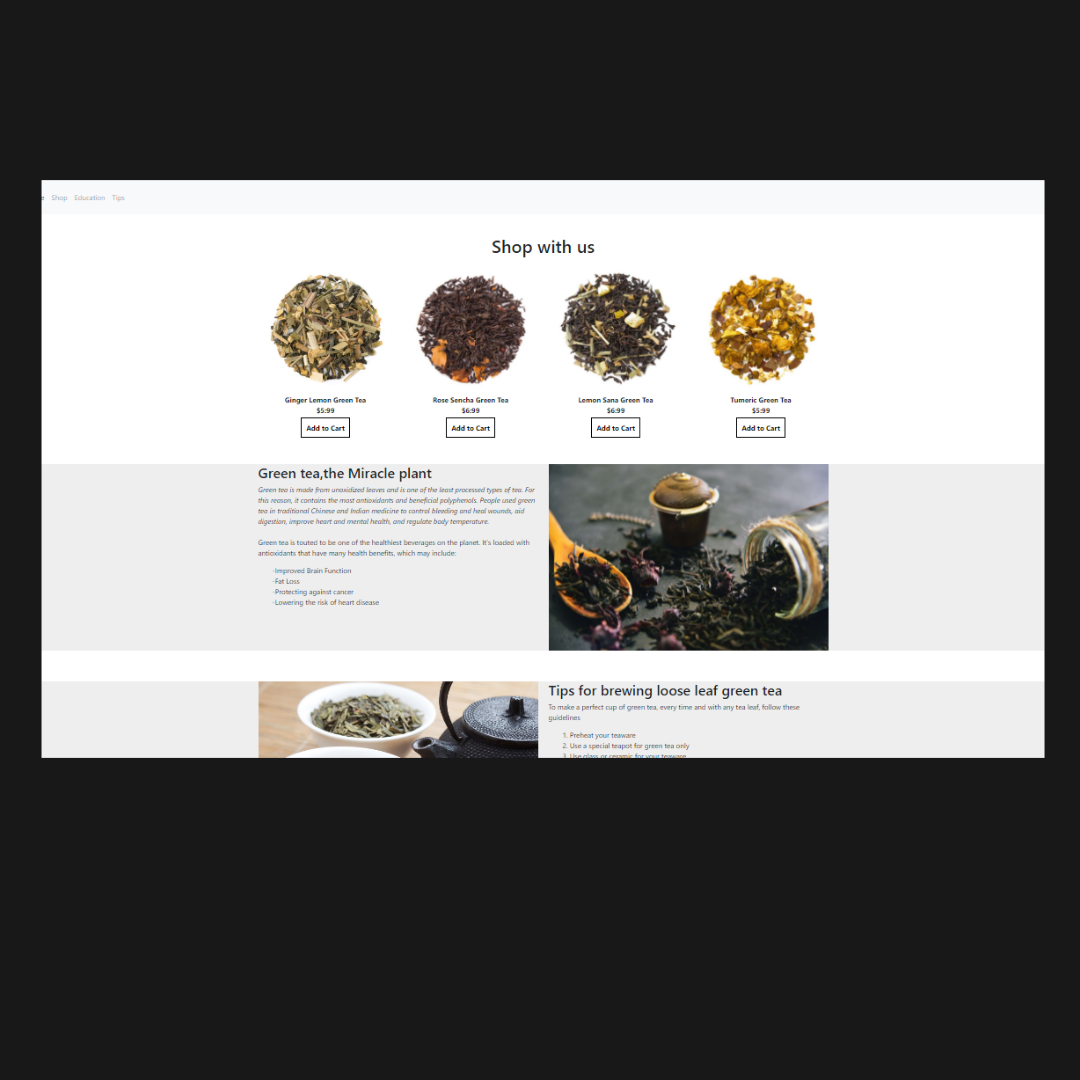 Shop Education Tips
Shop with us
Ginger Lemon Green Tea
$5:99
Add to Cart
Rose Sencha Green Tea
$6:99
Add to Cart
Lemon Sana Green Tea
$6:99
Add to Cart
Tumeric Green Tea
$5:99
Add to Cart
Green tea,the Miracle plant
Green tea is made from unoxidized leaves and is one of the least processed types of tea. For
this reason, it contains the most antioxidants and beneficial polyphenols. People used green
tea in traditional Chinese and Indian medicine to control bleeding and heal wounds, aid
digestion, improve heart and mental health, and regulate body temperature.
Green tea is touted to be one of the healthiest beverages on the planet. It's loaded with
antioxidants that have many health benefits, which may include:
-Improved Brain Function
-Fat Loss
-Protecting against cancer
-Lowering the risk of heart disease
Tips for brewing loose leaf green tea
To make a perfect cup of green tea, every time and with any tea leaf, follow these
guidelines
1. Preheat your teaware
2. Use a special teapot for green tea only
3. Use glass or ceramic for your teaware